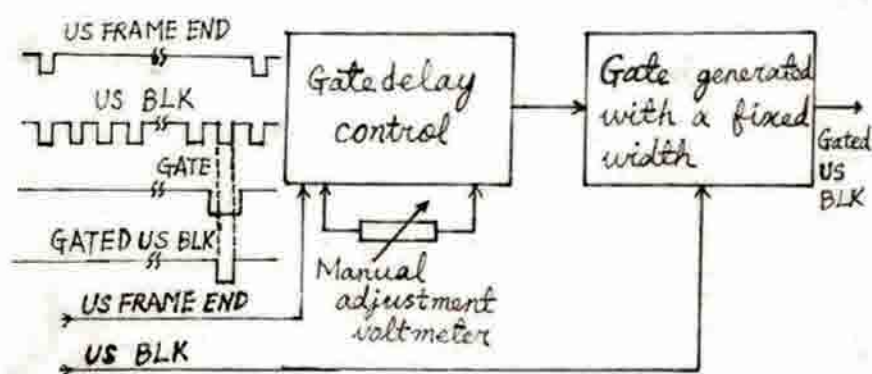 US FRAME END
US BLK
GATE
GATED US BLK
US FRAME END
US BLK
Gate delay
control
Manual
adjustment
voltmeter
Gate generated
with a fixed
width
Gated
US
BLK